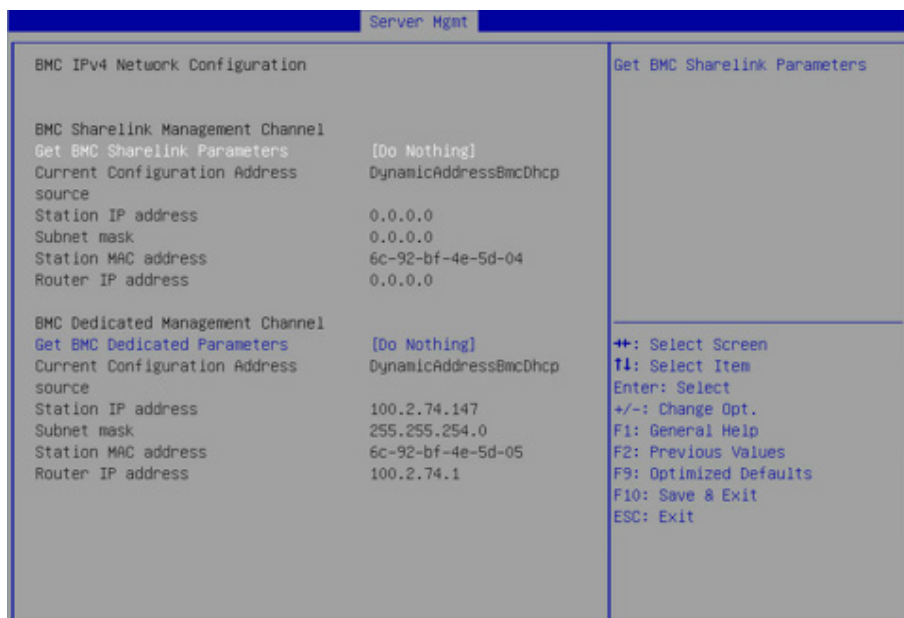 Server Mgmt
BMC IPv4 Network Configuration
BMC Sharelink Management Channel
Get BMC Sharelink Parameters [Do Nothing]
Current Configuration Address DynamicAddressBmcDhcp
source
Station IP address 0.0.0.0
Subnet mask 0.0.0.0
Station MAC address 6c-92-bf-4e-5d-04
Router IP address 0.0.0.0
BMC Dedicated Management Channel
Get BMC Dedicated Parameters [Do Nothing]
Current Configuration Address DynamicAddressBmcDhcp
source
Station IP address 100.2.74.147
Subnet mask 255.255.254.0
Station MAC address 6c-92-bf-4e-5d-05
Router IP address 100.2.74.1
Get BMC Sharelink Parameters
→←: Select Screen
↑↓: Select Item
Enter: Select
+/-: Change Opt.
F1: General Help
F2: Previous Values
F9: Optimized Defaults
F10: Save & Exit
ESC: Exit